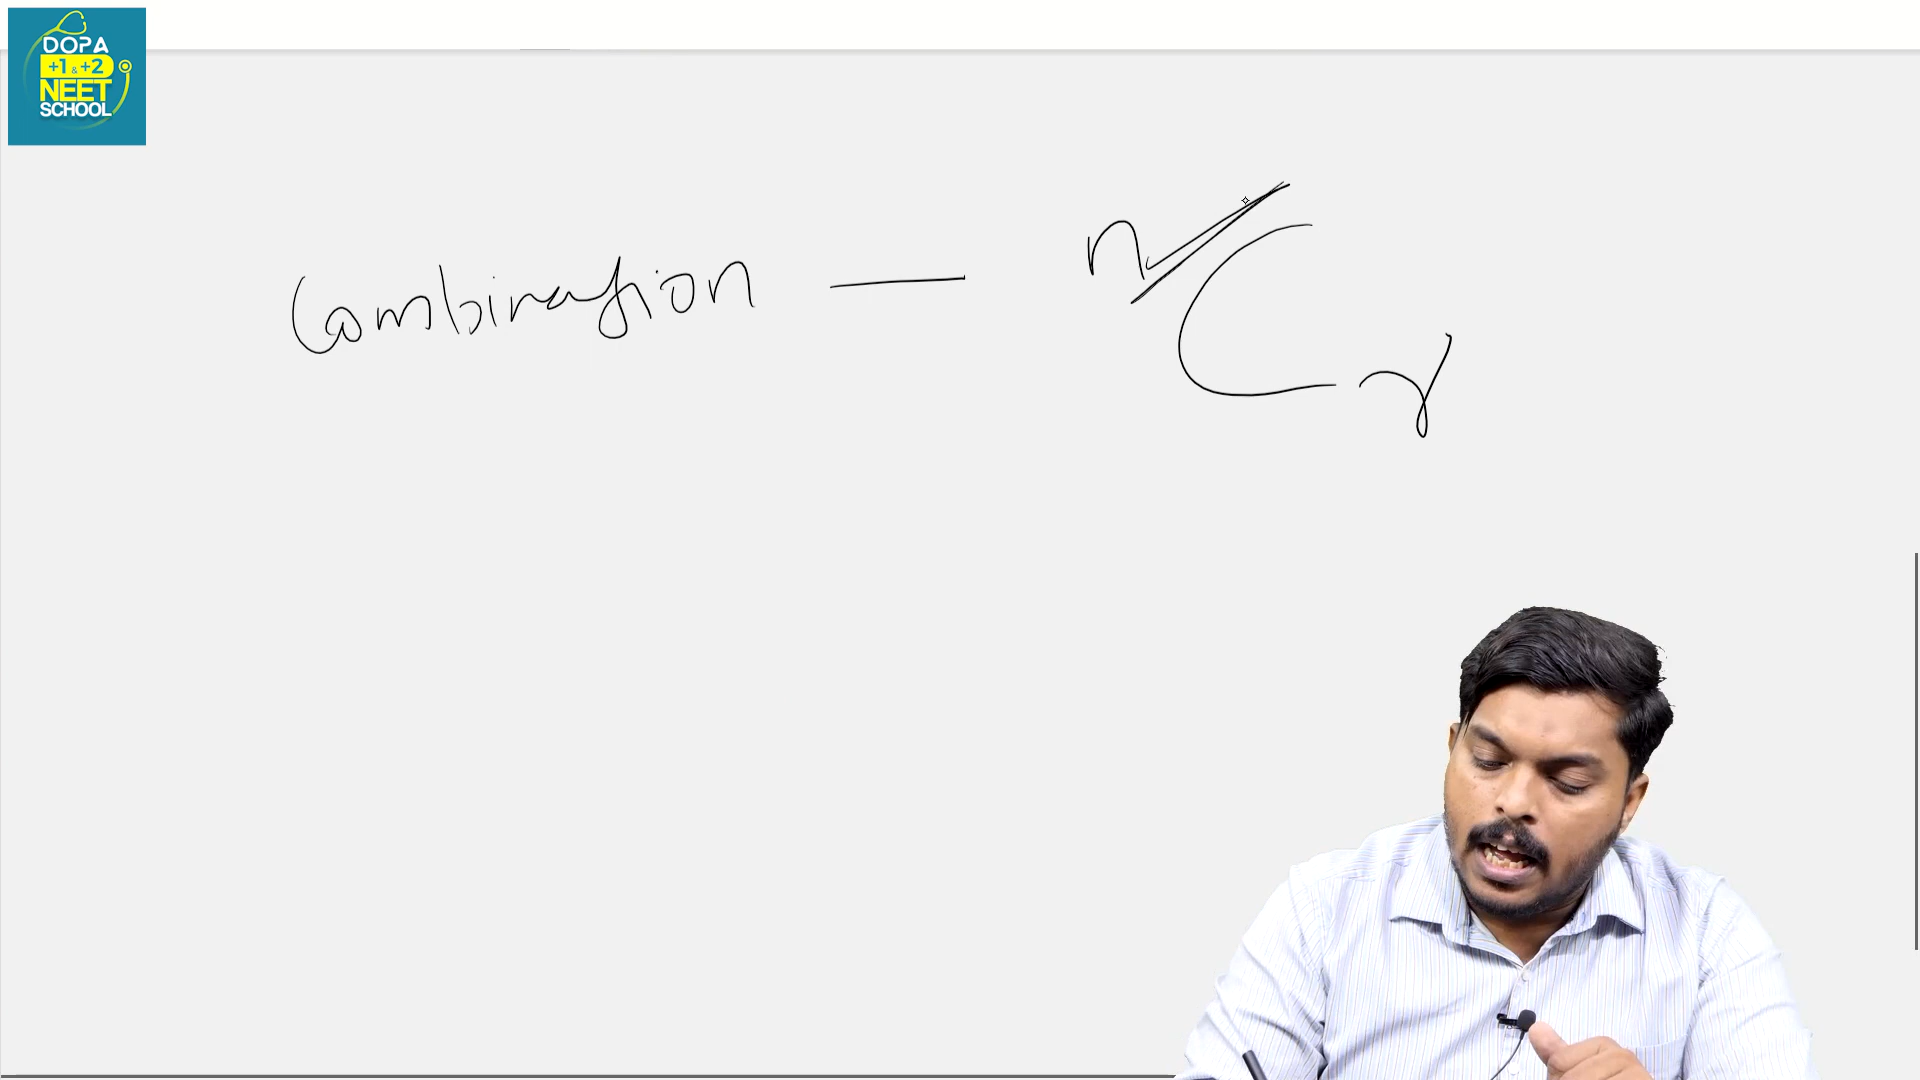 DOPA
+1 & +2
NEET
SCHOOL
Combination — nCr